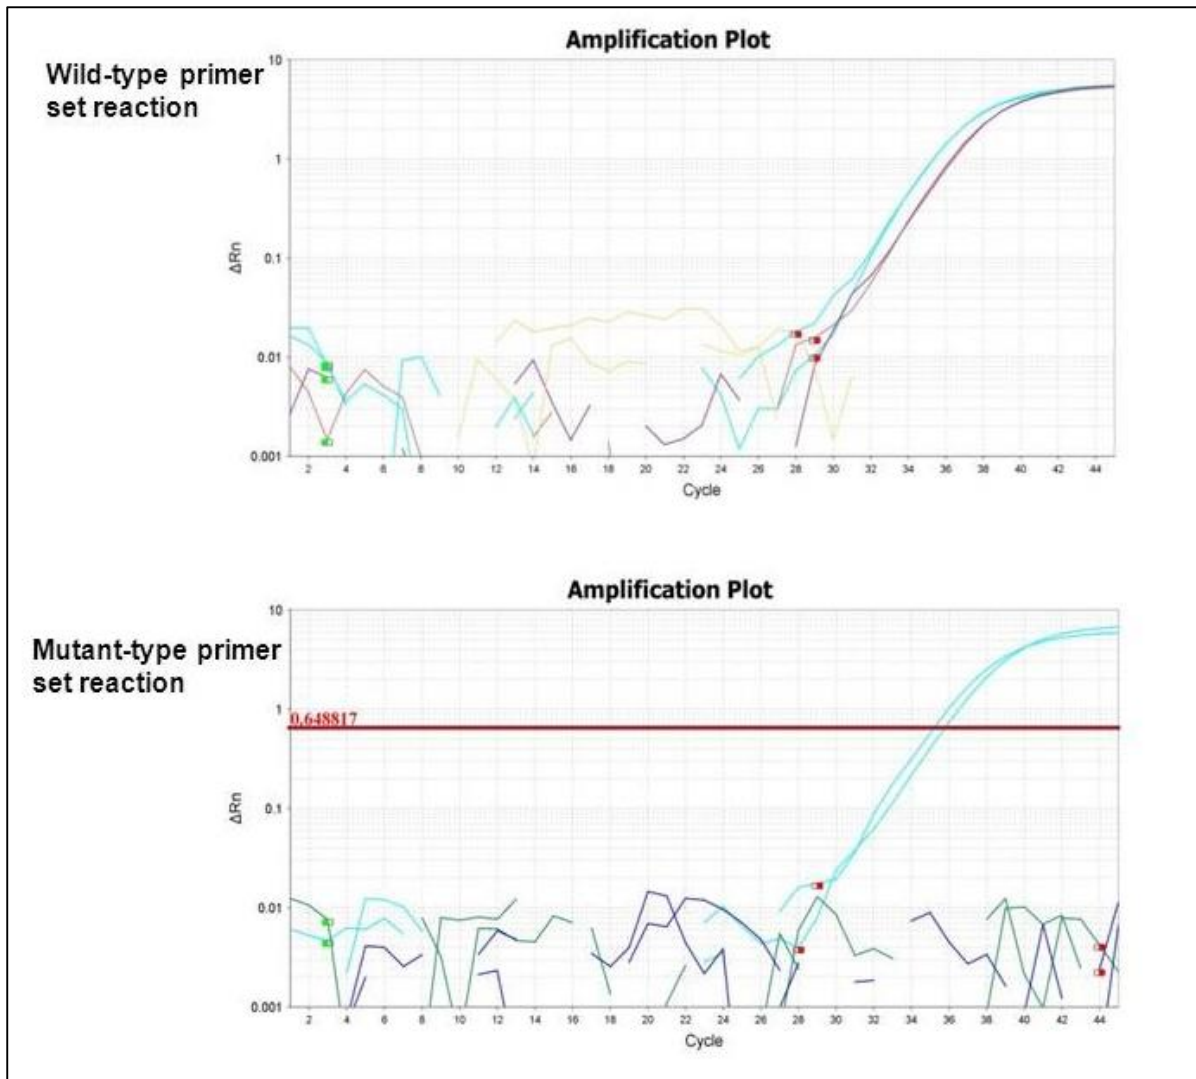 Amplification Plot
Wild-type primer
set reaction
10
1
0.1
0.01
0.001
ΔRn
2 4 6 8 10 12 14 16 18 20 22 24 26 28 30 32 34 36 38 40 42 44
Cycle
Amplification Plot
Mutant-type primer
set reaction
10
1
0.648817
0.1
0.01
0.001
ΔRn
2 4 6 8 10 12 14 16 18 20 22 24 26 28 30 32 34 36 38 40 42 44
Cycle